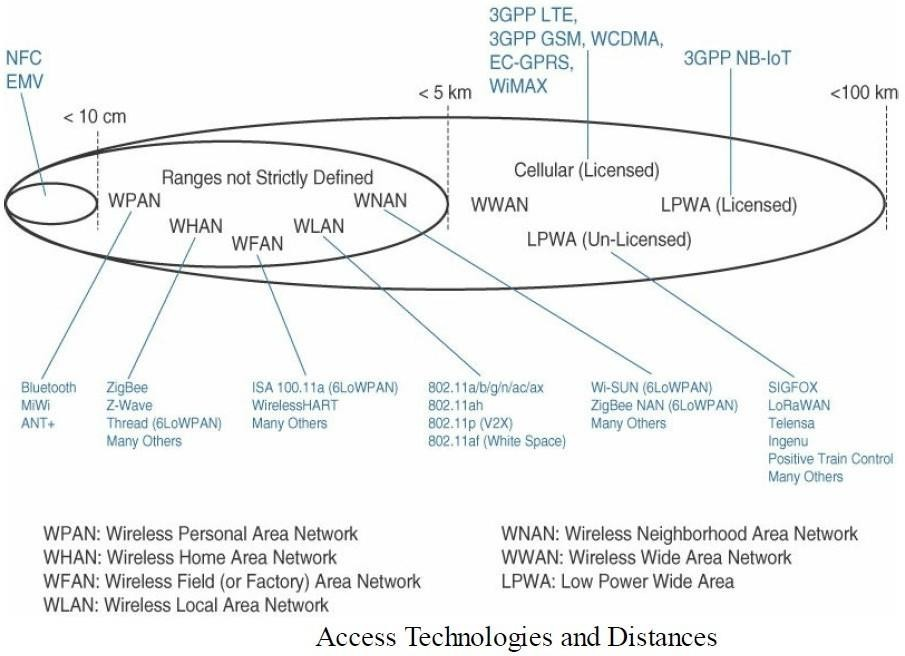 3GPP LTE,
3GPP GSM, WCDMA,
EC-GPRS,
WiMAX
3GPP NB-IoT
NFC
EMV
< 10 cm
< 5 km
<100 km
Ranges not Strictly Defined
WPAN
WHAN
WFAN
WLAN
WNAN
WWAN
Cellular (Licensed)
LPWA (Licensed)
LPWA (Un-Licensed)
Bluetooth
MiWi
ANT+
ZigBee
Z-Wave
Thread (6LoWPAN)
Many Others
ISA 100.11a (6LoWPAN)
WirelessHART
Many Others
802.11a/b/g/n/ac/ax
802.11ah
802.11p (V2X)
802.11af (White Space)
Wi-SUN (6LoWPAN)
ZigBee NAN (6LoWPAN)
Many Others
SIGFOX
LoRaWAN
Telensa
Ingenu
Positive Train Control
Many Others
WPAN: Wireless Personal Area Network
WHAN: Wireless Home Area Network
WFAN: Wireless Field (or Factory) Area Network
WLAN: Wireless Local Area Network
WNAN: Wireless Neighborhood Area Network
WWAN: Wireless Wide Area Network
LPWA: Low Power Wide Area
Access Technologies and Distances